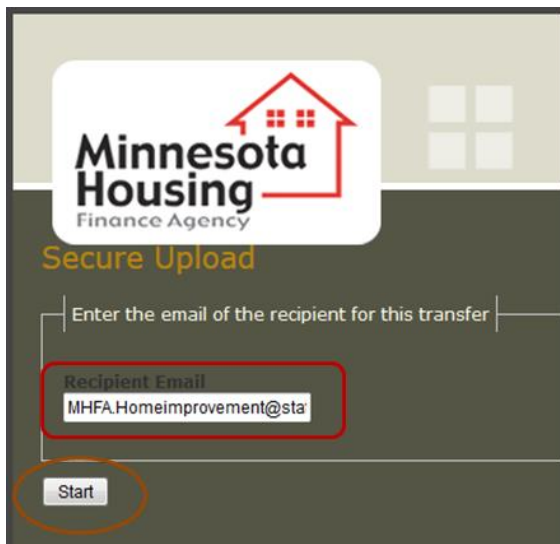 Minnesota
Housing
Finance Agency
Secure Upload
Enter the email of the recipient for this transfer
Recipient Email
MHFA.Homeimprovement@sta
Start